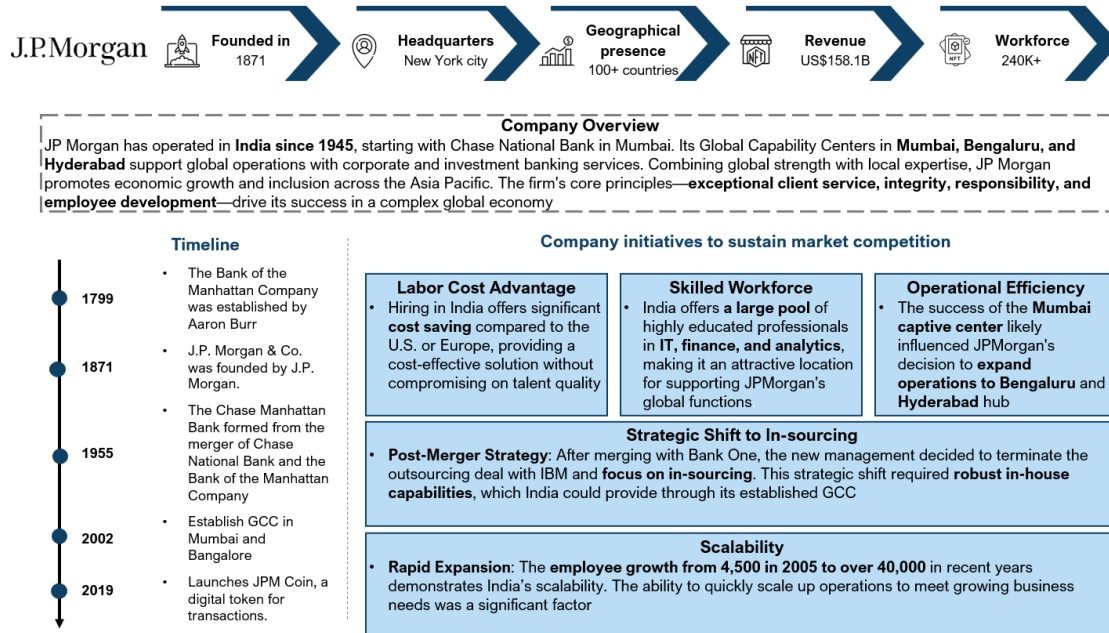 J.P.Morgan
Founded in
1871
Headquarters
New York city
Geographical
presence
100+ countries
Revenue
US$158.1B
NFT
Workforce
240K+
NFT
Company Overview
JP Morgan has operated in India since 1945, starting with Chase National Bank in Mumbai. Its Global Capability Centers in Mumbai, Bengaluru, and
Hyderabad support global operations with corporate and investment banking services. Combining global strength with local expertise, JP Morgan
promotes economic growth and inclusion across the Asia Pacific. The firm's core principles—exceptional client service, integrity, responsibility, and
employee development—drive its success in a complex global economy
Timeline
1799
• The Bank of the
Manhattan Company
was established by
Aaron Burr
1871
• J.P. Morgan & Co.
was founded by J.P.
Morgan.
1955
• The Chase Manhattan
Bank formed from the
merger of Chase
National Bank and the
Bank of the Manhattan
Company
2002
• Establish GCC in
Mumbai and
Bangalore
2019
• Launches JPM Coin, a
digital token for
transactions.
Company initiatives to sustain market competition
Labor Cost Advantage
• Hiring in India offers significant
cost saving compared to the
U.S. or Europe, providing a
cost-effective solution without
compromising on talent quality
Skilled Workforce
• India offers a large pool of
highly educated professionals
in IT, finance, and analytics,
making it an attractive location
for supporting JPMorgan's
global functions
Operational Efficiency
• The success of the Mumbai
captive center likely
influenced JPMorgan's
decision to expand
operations to Bengaluru and
Hyderabad hub
Strategic Shift to In-sourcing
• Post-Merger Strategy: After merging with Bank One, the new management decided to terminate the
outsourcing deal with IBM and focus on in-sourcing. This strategic shift required robust in-house
capabilities, which India could provide through its established GCC
Scalability
• Rapid Expansion: The employee growth from 4,500 in 2005 to over 40,000 in recent years
demonstrates India's scalability. The ability to quickly scale up operations to meet growing business
needs was a significant factor